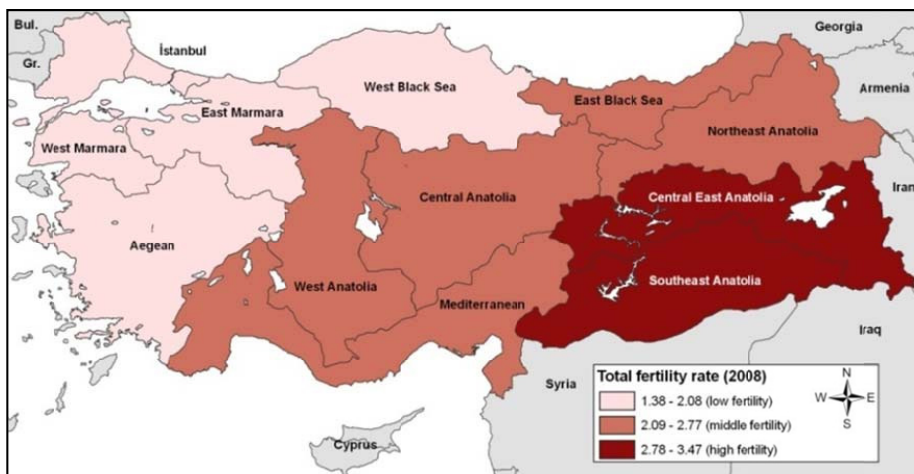 Bul.
Georgia
Gr.
İstanbul
West Black Sea
Armenia
East Black Sea
East Marmara
Northeast Anatolia
West Marmara
Iran
Central Anatolia
Central East Anatolia
Aegean
Southeast Anatolia
West Anatolia
Mediterranean
Iraq
Syria
Cyprus
Total fertility rate (2008)
1.38 - 2.08 (low fertility)
2.09 - 2.77 (middle fertility)
2.78 - 3.47 (high fertility)
N
W
E
S